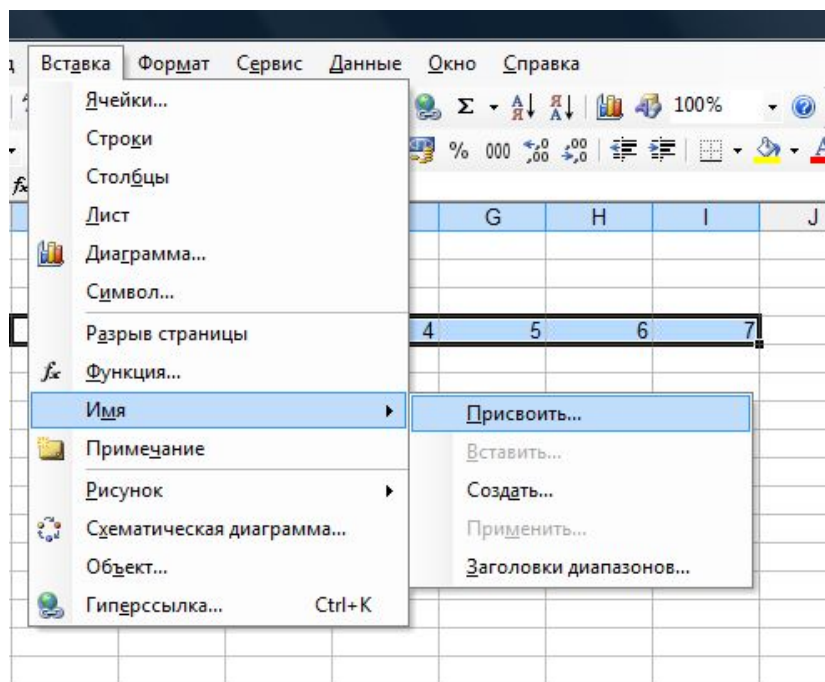 Вставка Формат Сервис Данные Окно Справка
Ячейки...
Σ 100%
Строки
% 000
Столбцы
fx
Лист
G H I J
Диаграмма...
Символ...
Разрыв страницы
4 5 6 7
fx Функция...
Имя
Присвоить...
Примечание
Вставить...
Рисунок
Создать...
Схематическая диаграмма...
Применить...
Объект...
Заголовки диапазонов...
Гиперссылка... Ctrl+K